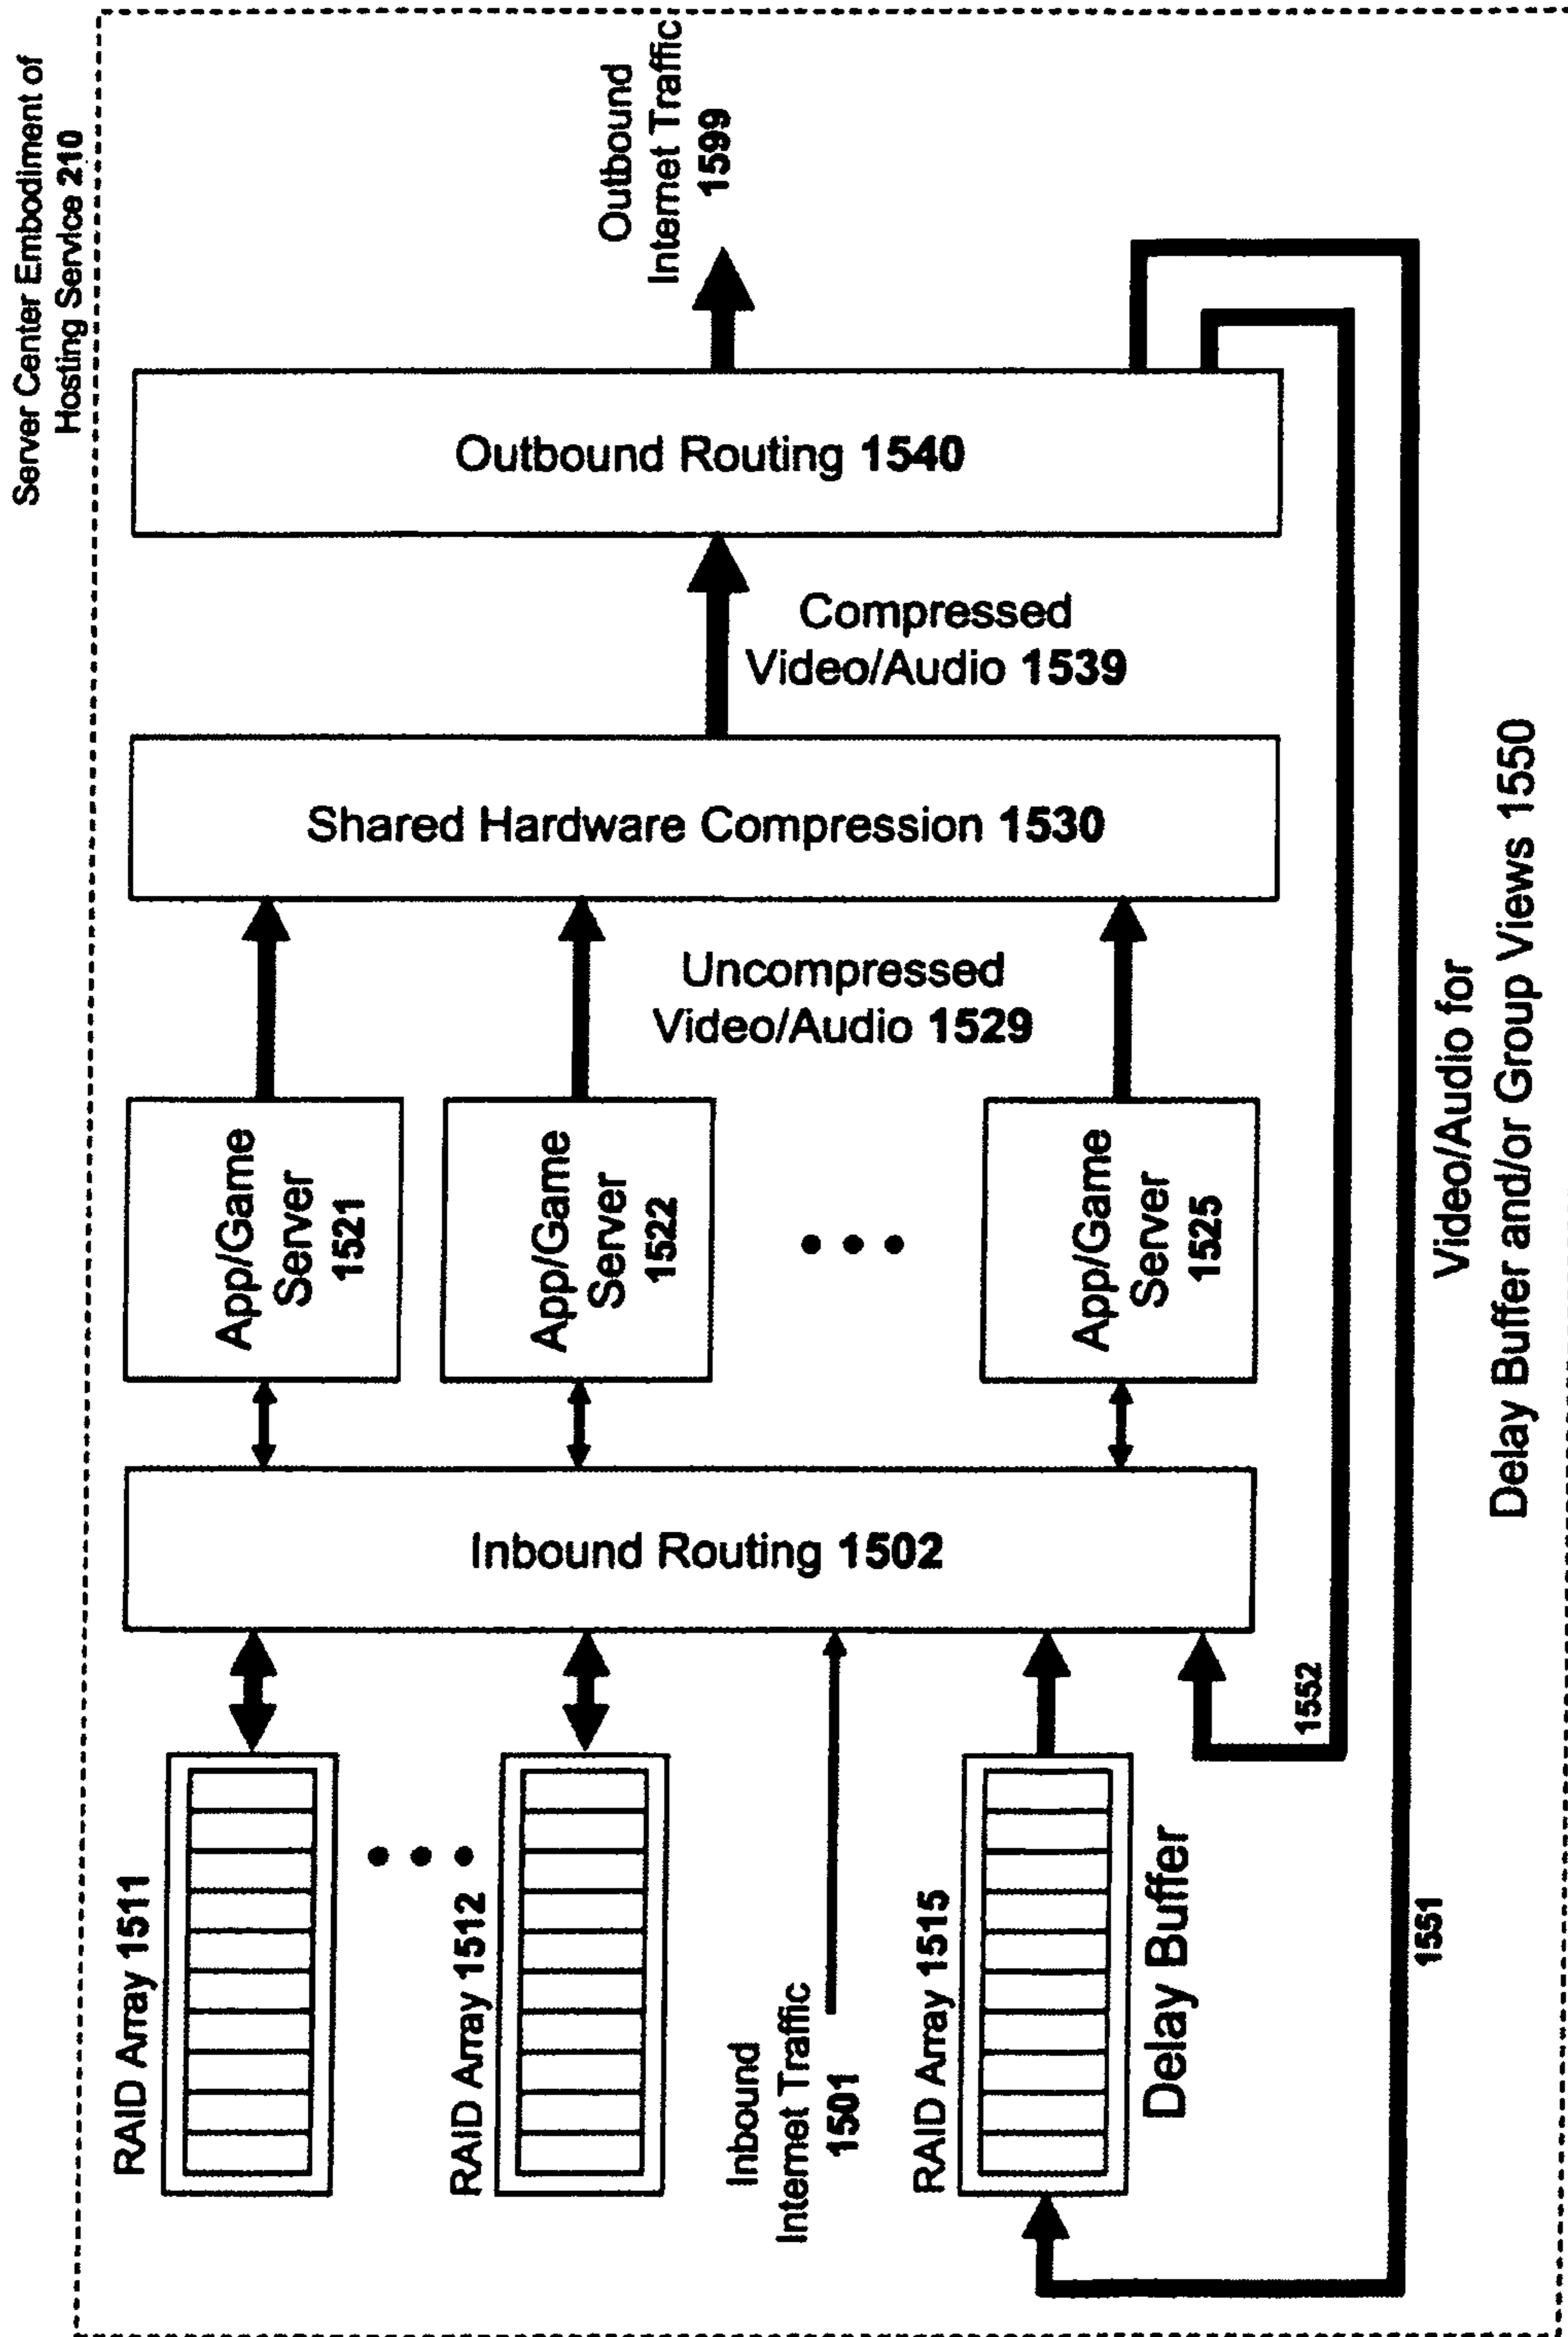 Server Center Embodiment of
Hosting Service 210
RAID Array 1511
RAID Array 1512
Inbound
Internet Traffic
1501
RAID Array 1515
Delay Buffer
Inbound Routing 1502
App/Game
Server
1521
App/Game
Server
1522
App/Game
Server
1525
Uncompressed
Video/Audio 1529
Shared Hardware Compression 1530
Compressed
Video/Audio 1539
Outbound Routing 1540
Outbound
Internet Traffic
1599
1552
1551
Video/Audio for
Delay Buffer and/or Group Views 1550